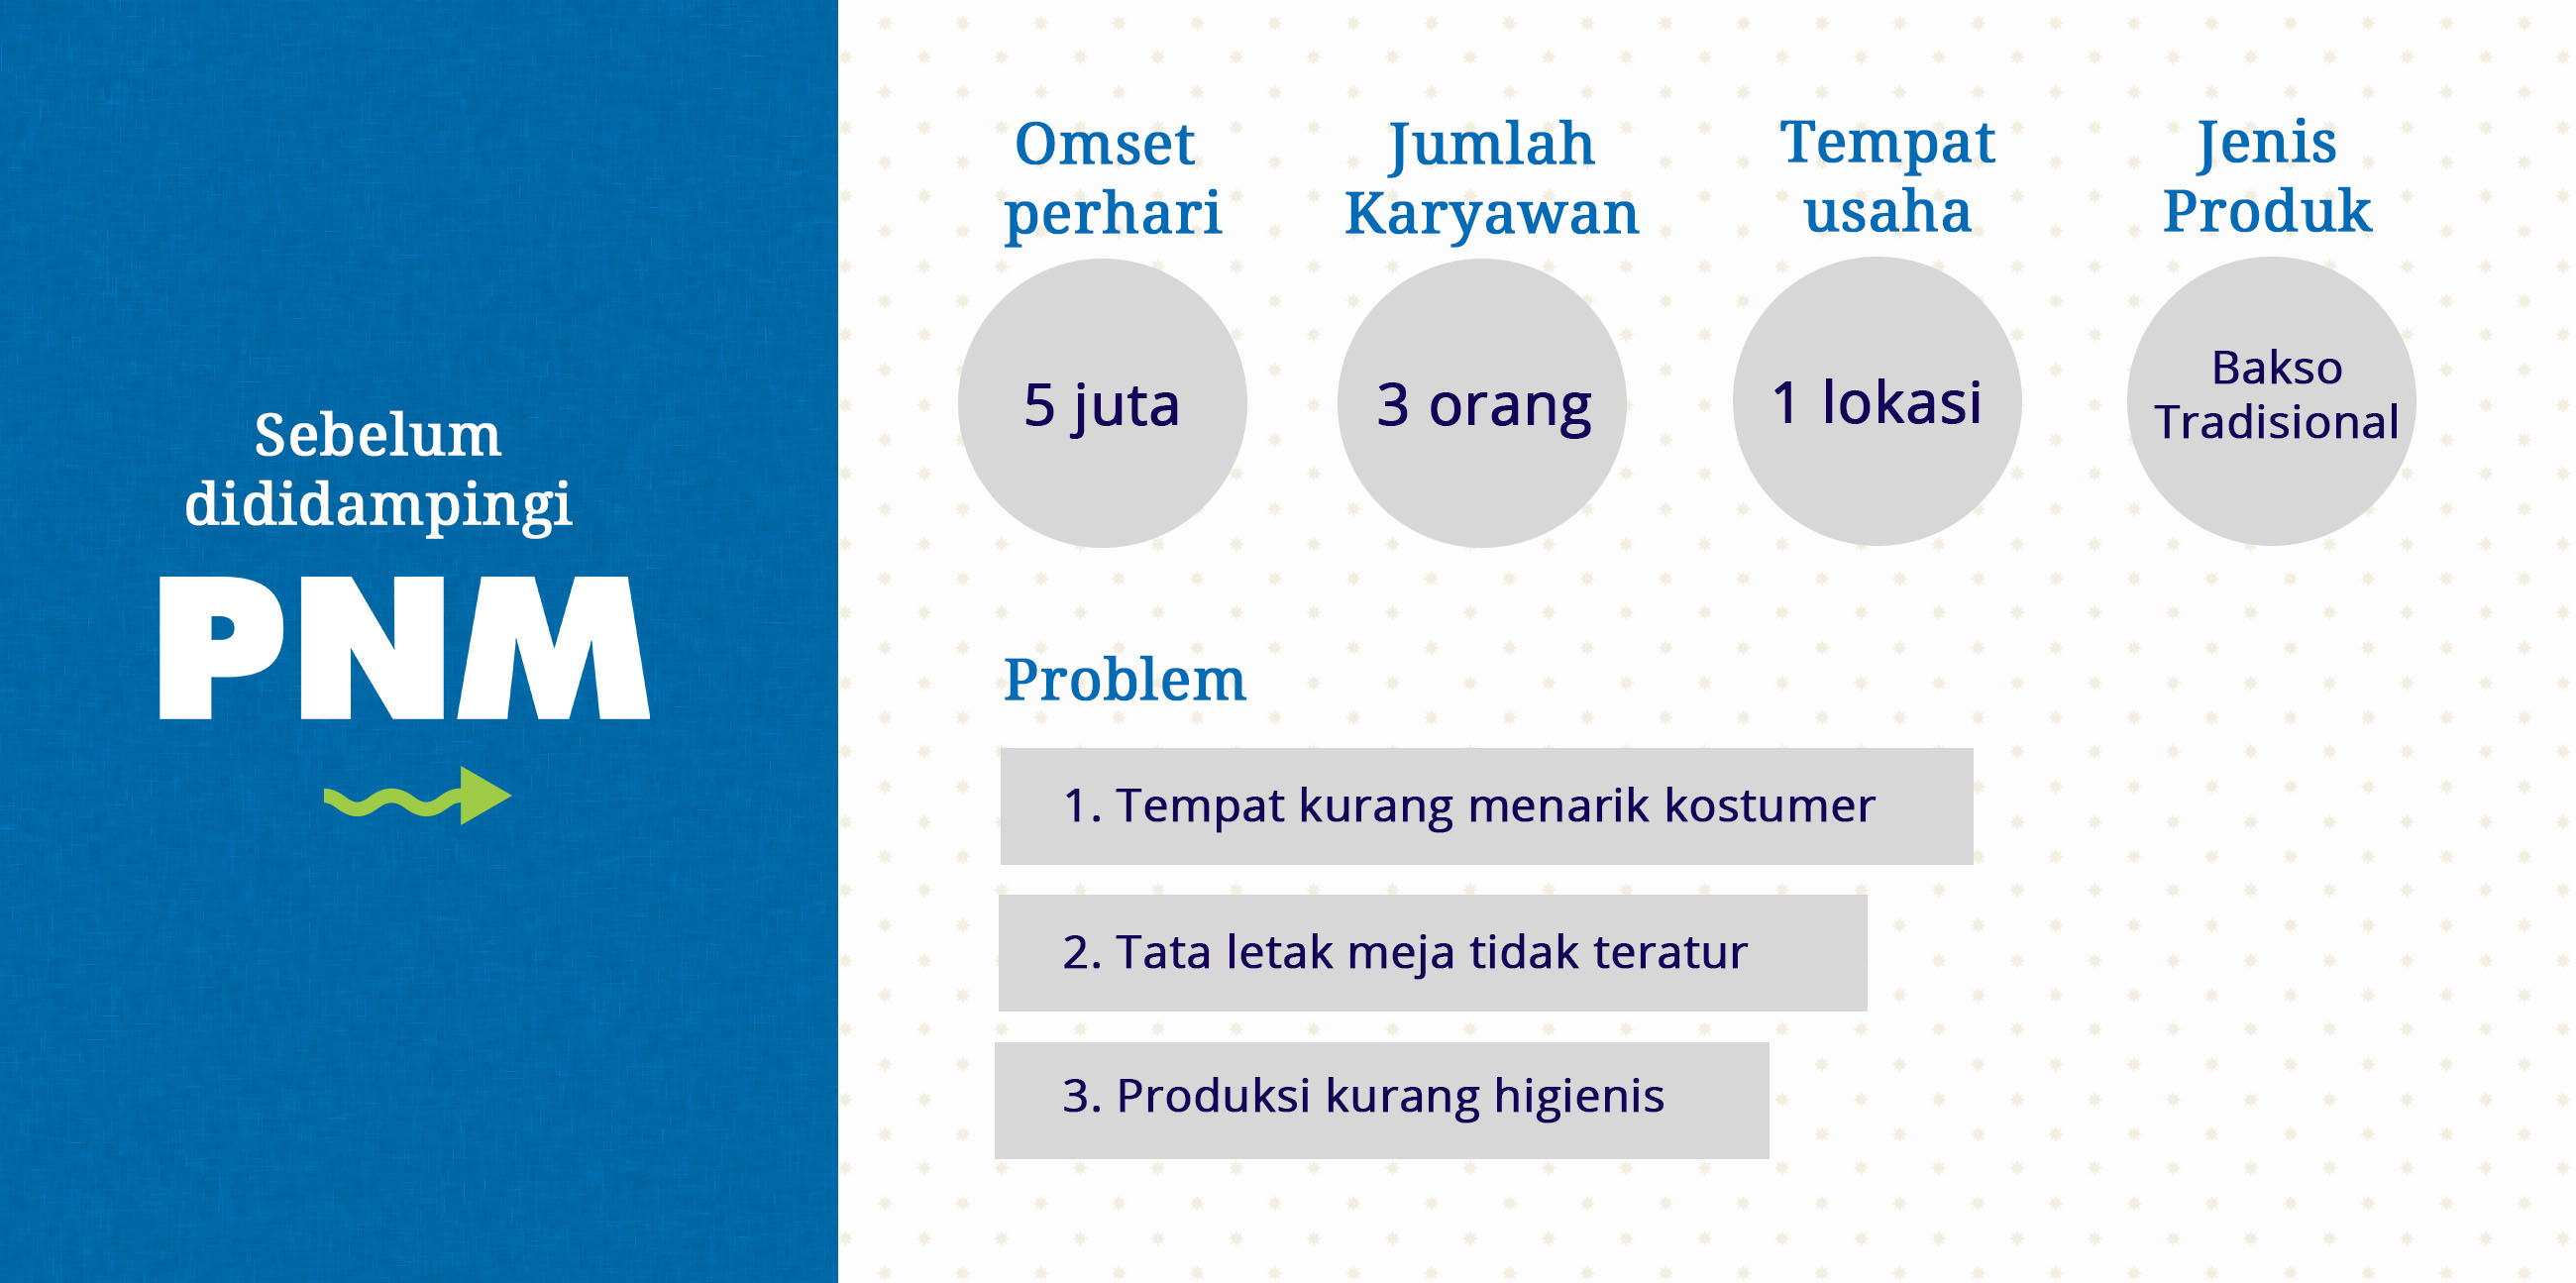 Sebelum
dididampingi
PNM
Omset
perhari
5 juta
Jumlah
Karyawan
3 orang
Tempat
usaha
1 lokasi
Jenis
Produk
Bakso
Tradisional
Problem
1. Tempat kurang menarik kostumer
2. Tata letak meja tidak teratur
3. Produksi kurang higienis